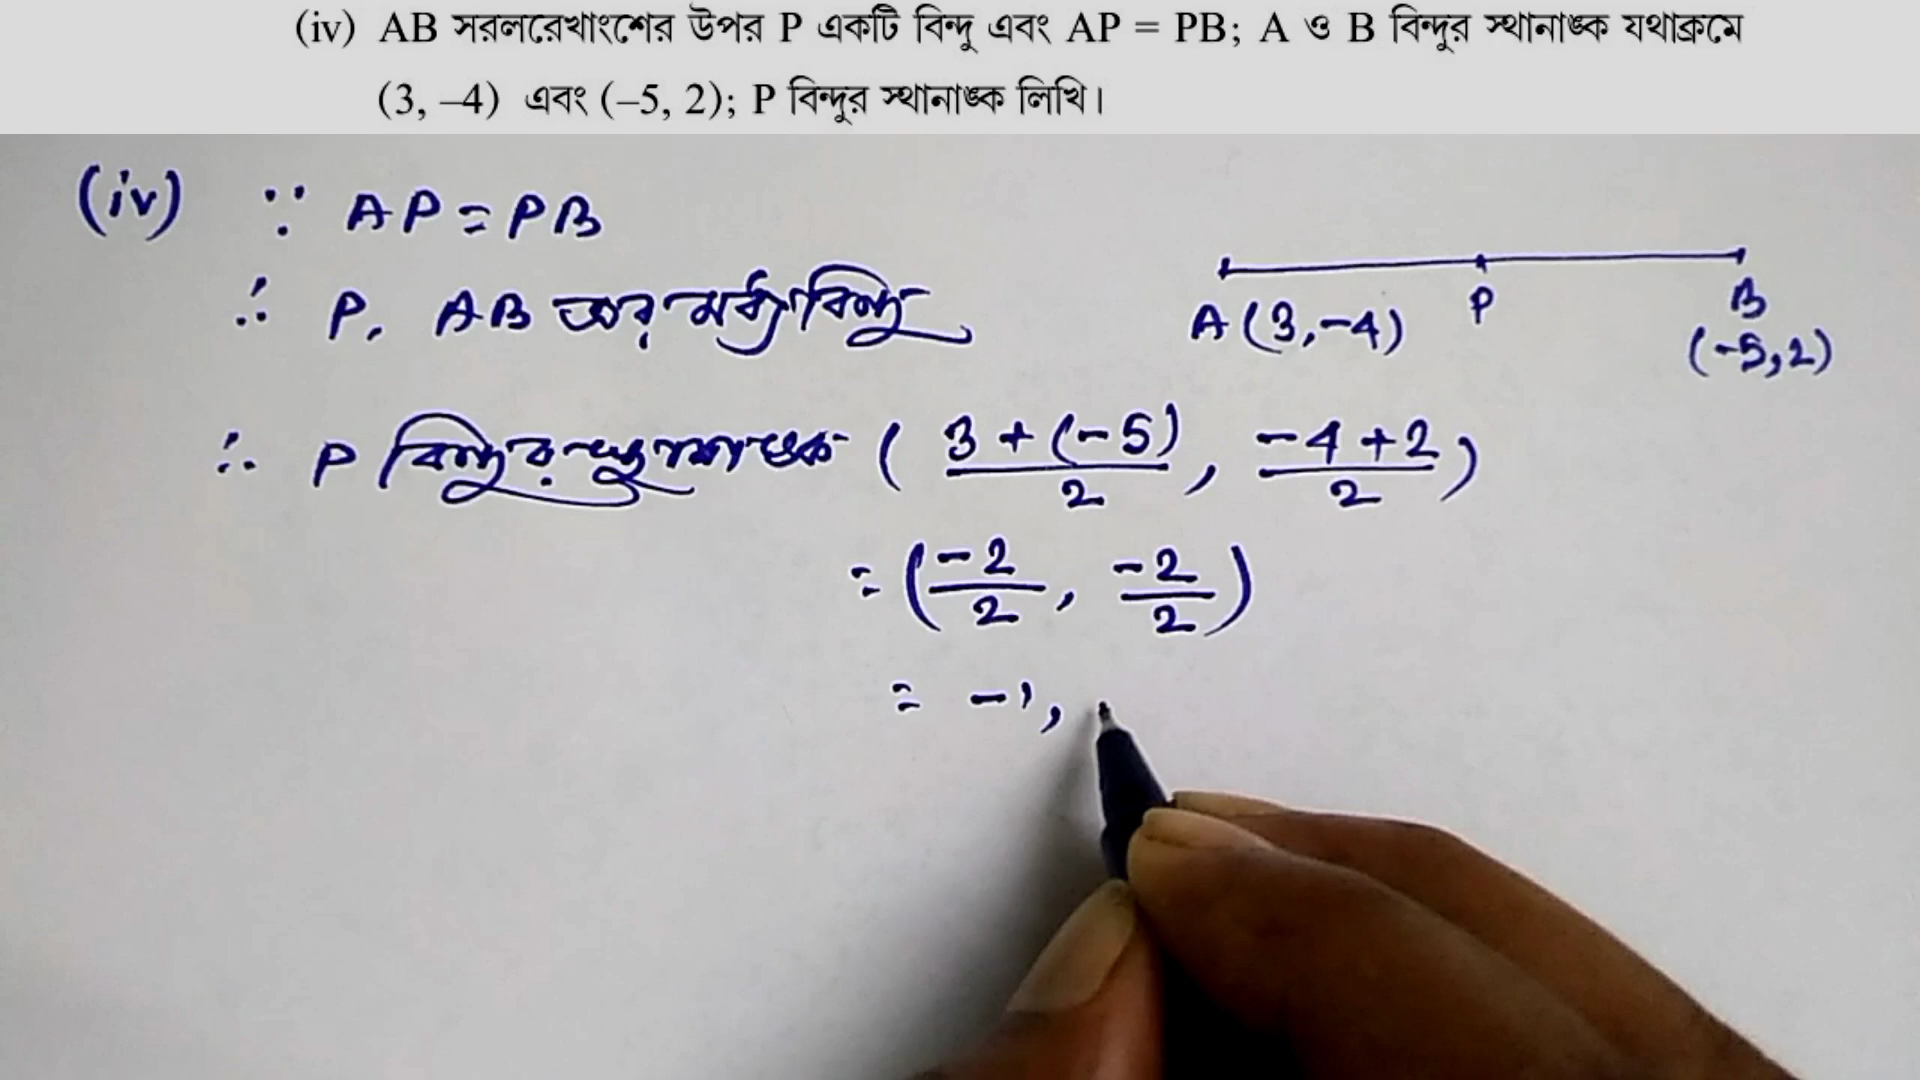 (iv) AB সরলরেখাংশের উপর P একটি বিন্দু এবং AP = PB; A ও B বিন্দুর স্থানাঙ্ক যথাক্রমে
(3, –4) এবং (–5, 2); P বিন্দুর স্থানাঙ্ক লিখি।
(iv) ∵ AP = PB
∴ P, AB এর মধ্যবিন্দু
A (3, -4) P B
(-5, 2)
∴ P বিন্দুর স্থানাঙ্ক ( 3 + (-5) / 2 , -4 + 2 / 2 )
= ( -2 / 2 , -2 / 2 )
= -1,